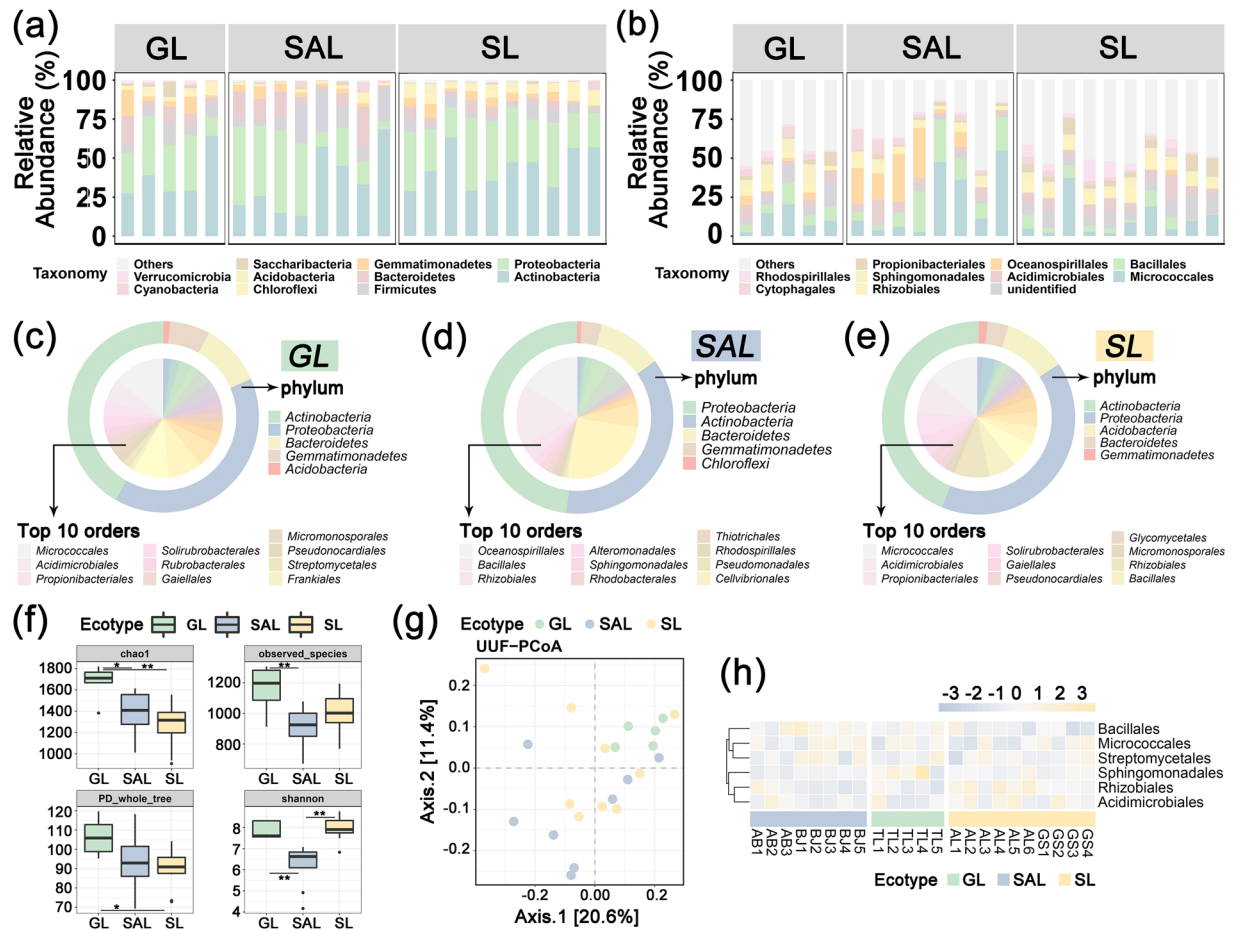 (a)
GL SAL SL
Relative Abundance (%)
100
75
50
25
0
Taxonomy
Others
Verrucomicrobia
Cyanobacteria
Saccharibacteria
Acidobacteria
Chloroflexi
Gemmatimonadetes
Bacteroidetes
Firmicutes
Proteobacteria
Actinobacteria
(b)
GL SAL SL
Relative Abundance (%)
100
75
50
25
0
Taxonomy
Others
Rhodospirillales
Cytophagales
Propionibacteriales
Sphingomonadales
Rhizobiales
Oceanospirillales
Acidimicrobiales
unidentified
Bacillales
Micrococcales
(c)
GL
phylum
Actinobacteria
Proteobacteria
Bacteroidetes
Gemmatimonadetes
Acidobacteria
Top 10 orders
Micrococcales
Acidimicrobiales
Propionibacteriales
Solirubrobacterales
Rubrobacterales
Gaiellales
Micromonosporales
Pseudonocardiales
Streptomycetales
Frankiales
(d)
SAL
phylum
Proteobacteria
Actinobacteria
Bacteroidetes
Gemmatimonadetes
Chloroflexi
Top 10 orders
Oceanospirillales
Bacillales
Rhizobiales
Alteromonadales
Sphingomonadales
Rhodobacterales
Thiotrichales
Rhodospirillales
Pseudomonadales
Cellvibrionales
(e)
SL
phylum
Actinobacteria
Proteobacteria
Acidobacteria
Bacteroidetes
Gemmatimonadetes
Top 10 orders
Micrococcales
Acidimicrobiales
Propionibacteriales
Solirubrobacterales
Gaiellales
Pseudonocardiales
Glycomycetales
Micromonosporales
Rhizobiales
Bacillales
(f)
Ecotype GL SAL SL
chao1
* **
1800
1600
1400
1200
1000
GL SAL SL
observed_species
**
1200
1000
800
PD_whole_tree
120
110
100
90
80
70
*
GL SAL SL
shannon
**
**
8
7
6
5
4
GL SAL SL
(g)
Ecotype GL SAL SL
UUF-PCoA
Axis.2 [11.4%]
0.2
0.1
0.0
-0.1
-0.2
-0.2 0.00 0.2
Axis.1 [20.6%]
(h)
-3 -2 -1 0 1 2 3
Bacillales
Micrococcales
Streptomycetales
Sphingomonadales
Rhizobiales
Acidimicrobiales
AB1 AB2 AB3 BJ1 BJ2 BJ3 BJ4 BJ5 TL1 TL2 TL3 TL4 TL5 AL1 AL2 AL3 AL4 AL5 AL6 GS1 GS2 GS3 GS4
Ecotype GL SAL SL